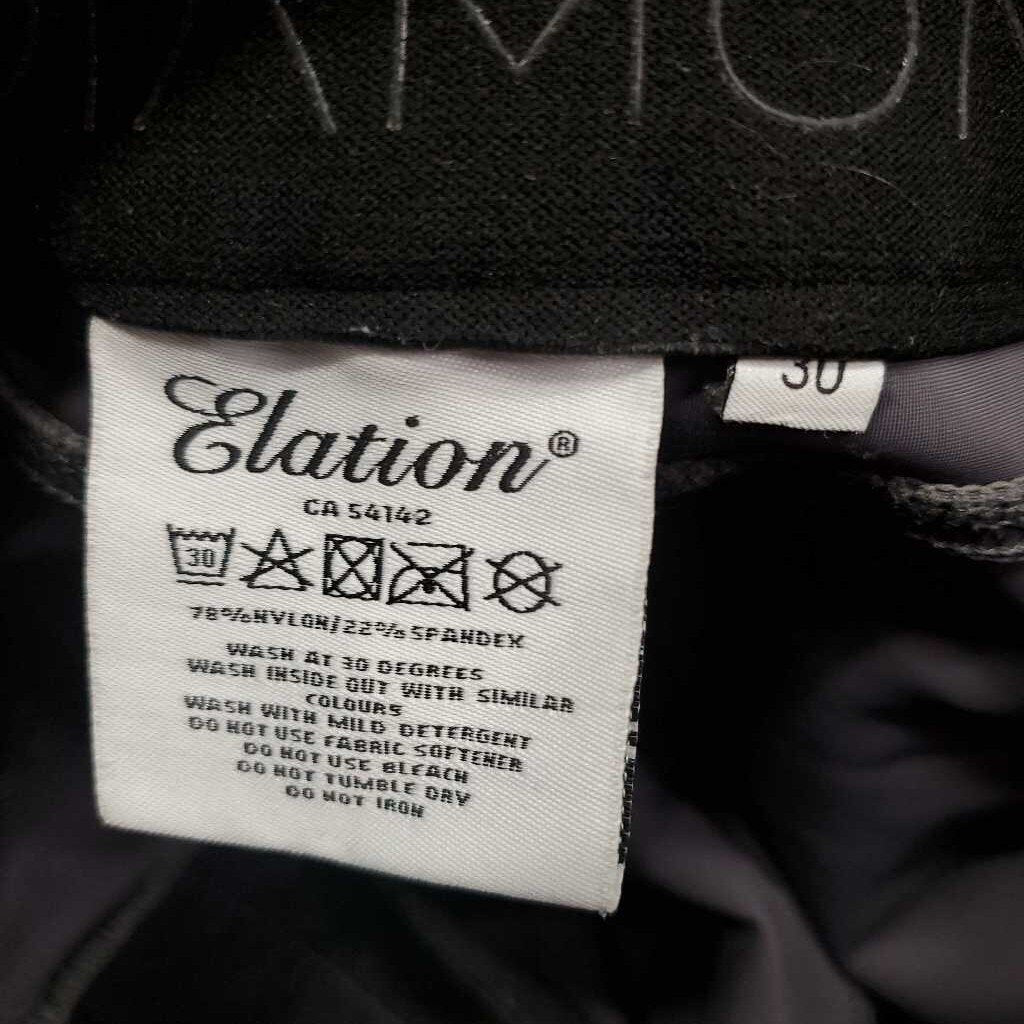 Elation®
30
CA 54142
30
78%NYLON/22%SPANDEX
WASH AT 30 DEGREES
WASH INSIDE OUT WITH SIMILAR
COLOURS
WASH WITH MILD DETERGENT
DO NOT USE FABRIC SOFTENER
DO NOT USE BLEACH
DO NOT TUMBLE DRY
DO NOT IRON